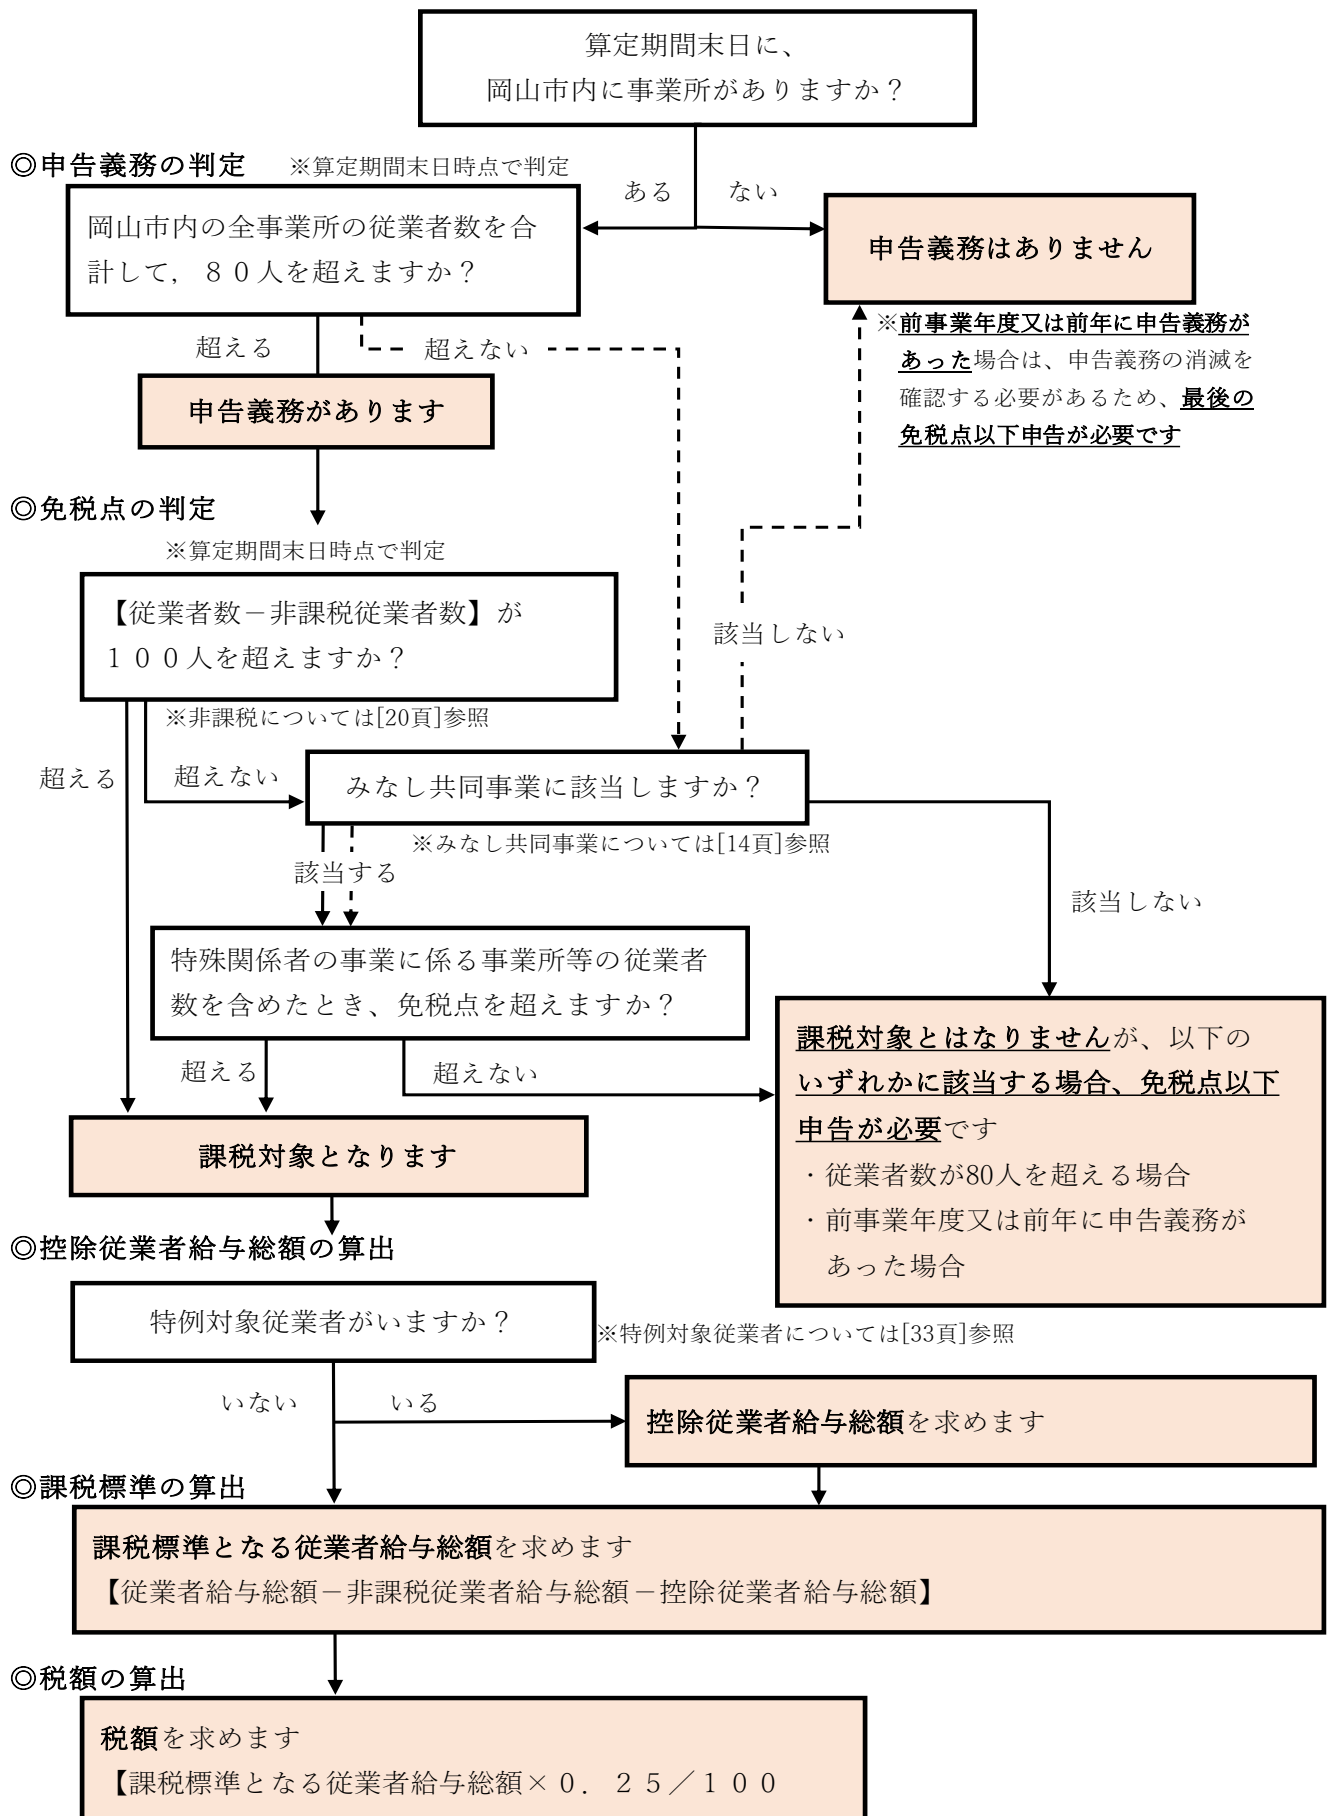 算定期間末日に、
岡山市内に事業所がありますか？
◎申告義務の判定　※算定期間末日時点で判定
ある　ない
岡山市内の全事業所の従業者数を合
計して，８０人を超えますか？
申告義務はありません
※前事業年度又は前年に申告義務が
あった場合は、申告義務の消滅を
確認する必要があるため、最後の
免税点以下申告が必要です
超える　超えない
申告義務があります
◎免税点の判定
※算定期間末日時点で判定
【従業者数－非課税従業者数】が
１００人を超えますか？
該当しない
※非課税については[20頁]参照
超える　超えない
みなし共同事業に該当しますか？
※みなし共同事業については[14頁]参照
該当する
該当しない
特殊関係者の事業に係る事業所等の従業者
数を含めたとき、免税点を超えますか？
超える　超えない
課税対象とはなりませんが、以下の
いずれかに該当する場合、免税点以下
申告が必要です
・従業者数が80人を超える場合
・前事業年度又は前年に申告義務が
あった場合
課税対象となります
◎控除従業者給与総額の算出
特例対象従業者がいますか？
※特例対象従業者については[33頁]参照
いない　いる
控除従業者給与総額を求めます
◎課税標準の算出
課税標準となる従業者給与総額を求めます
【従業者給与総額－非課税従業者給与総額－控除従業者給与総額】
◎税額の算出
税額を求めます
【課税標準となる従業者給与総額×０．２５／１００